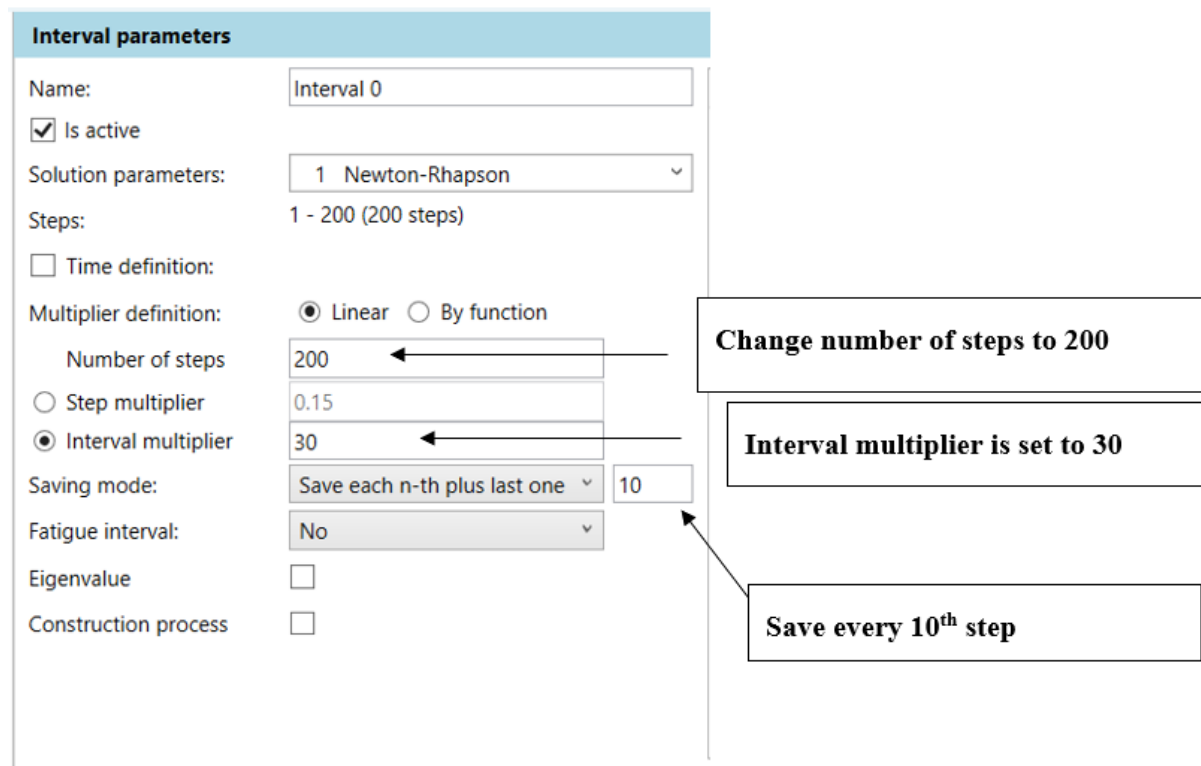 Interval parameters
Name: Interval 0
Is active
Solution parameters: 1 Newton-Rhapson
Steps: 1 - 200 (200 steps)
Time definition:
Multiplier definition: Linear By function
Number of steps 200
Change number of steps to 200
Step multiplier 0.15
Interval multiplier 30
Interval multiplier is set to 30
Saving mode: Save each n-th plus last one 10
Fatigue interval: No
Eigenvalue
Construction process
Save every 10th step